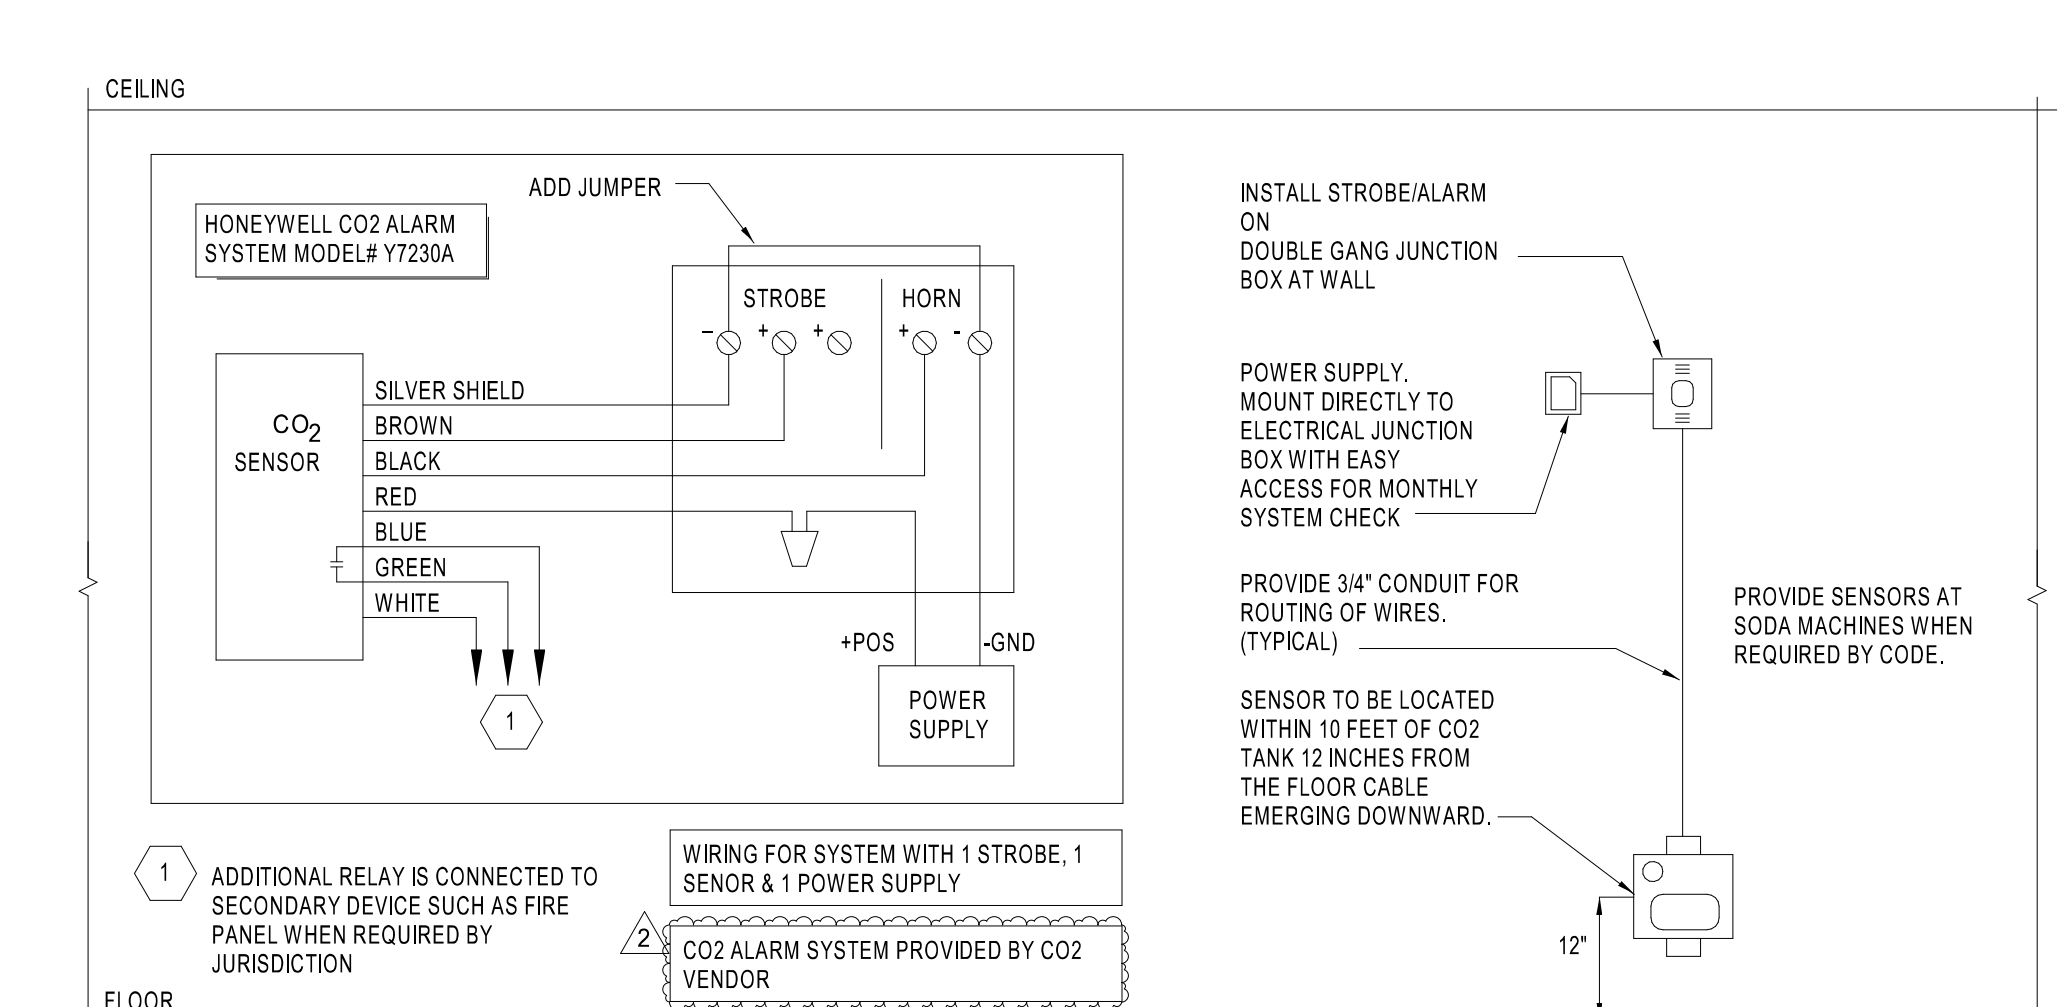 CEILING
ADD JUMPER
HONEYWELL CO2 ALARM
SYSTEM MODEL# Y7230A
STROBE
HORN
– + + + -
CO2
SENSOR
SILVER SHIELD
BROWN
BLACK
RED
BLUE
GREEN
WHITE
+POS
-GND
POWER
SUPPLY
1
1
ADDITIONAL RELAY IS CONNECTED TO
SECONDARY DEVICE SUCH AS FIRE
PANEL WHEN REQUIRED BY
JURISDICTION
WIRING FOR SYSTEM WITH 1 STROBE, 1
SENOR & 1 POWER SUPPLY
2
CO2 ALARM SYSTEM PROVIDED BY CO2
VENDOR
FLOOR
INSTALL STROBE/ALARM
ON
DOUBLE GANG JUNCTION
BOX AT WALL
POWER SUPPLY.
MOUNT DIRECTLY TO
ELECTRICAL JUNCTION
BOX WITH EASY
ACCESS FOR MONTHLY
SYSTEM CHECK
PROVIDE 3/4" CONDUIT FOR
ROUTING OF WIRES.
(TYPICAL)
SENSOR TO BE LOCATED
WITHIN 10 FEET OF CO2
TANK 12 INCHES FROM
THE FLOOR CABLE
EMERGING DOWNWARD.
PROVIDE SENSORS AT
SODA MACHINES WHEN
REQUIRED BY CODE.
12"